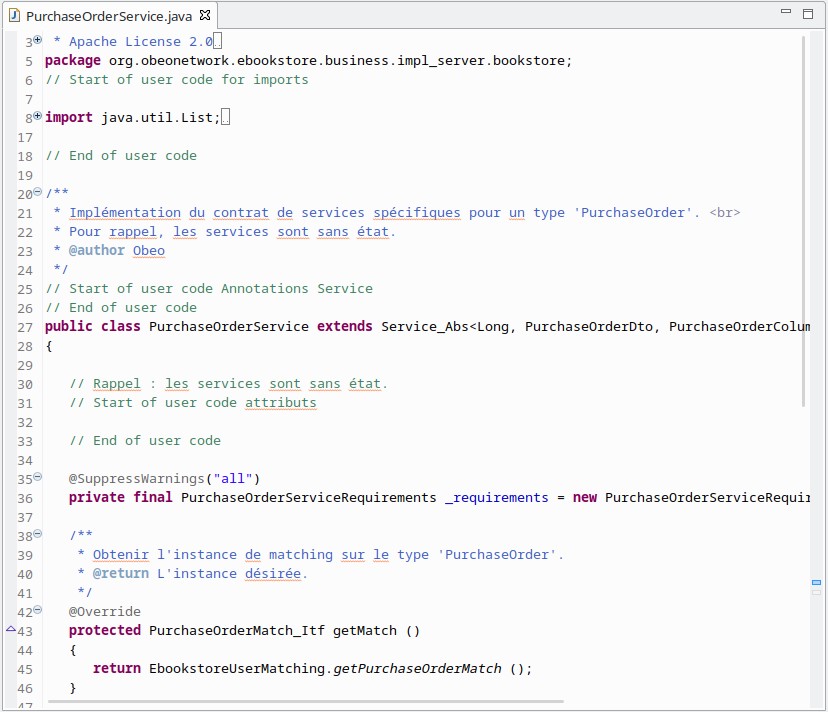 PurchaseOrderService.java
3 * Apache License 2.0
5 package org.obeonetwork.ebookstore.business.impl_server.bookstore;
6 // Start of user code for imports
7
8 import java.util.List;
17
18 // End of user code
19
20 /**
21 * Implémentation du contrat de services spécifiques pour un type 'PurchaseOrder'. <br>
22 * Pour rappel, les services sont sans état.
23 * @author Obeo
24 */
25 // Start of user code Annotations Service
26 // End of user code
27 public class PurchaseOrderService extends Service_Abs<Long, PurchaseOrderDto, PurchaseOrderColum
28 {
29
30 // Rappel : les services sont sans état.
31 // Start of user code attributs
32
33 // End of user code
34
35 @SuppressWarnings("all")
36 private final PurchaseOrderServiceRequirements _requirements = new PurchaseOrderServiceRequir
37
38 /**
39 * Obtenir l'instance de matching sur le type 'PurchaseOrder'.
40 * @return L'instance désirée.
41 */
42 @Override
43 protected PurchaseOrderMatch_Itf getMatch ()
44 {
45 return EbookstoreUserMatching.getPurchaseOrderMatch ();
46 }
47